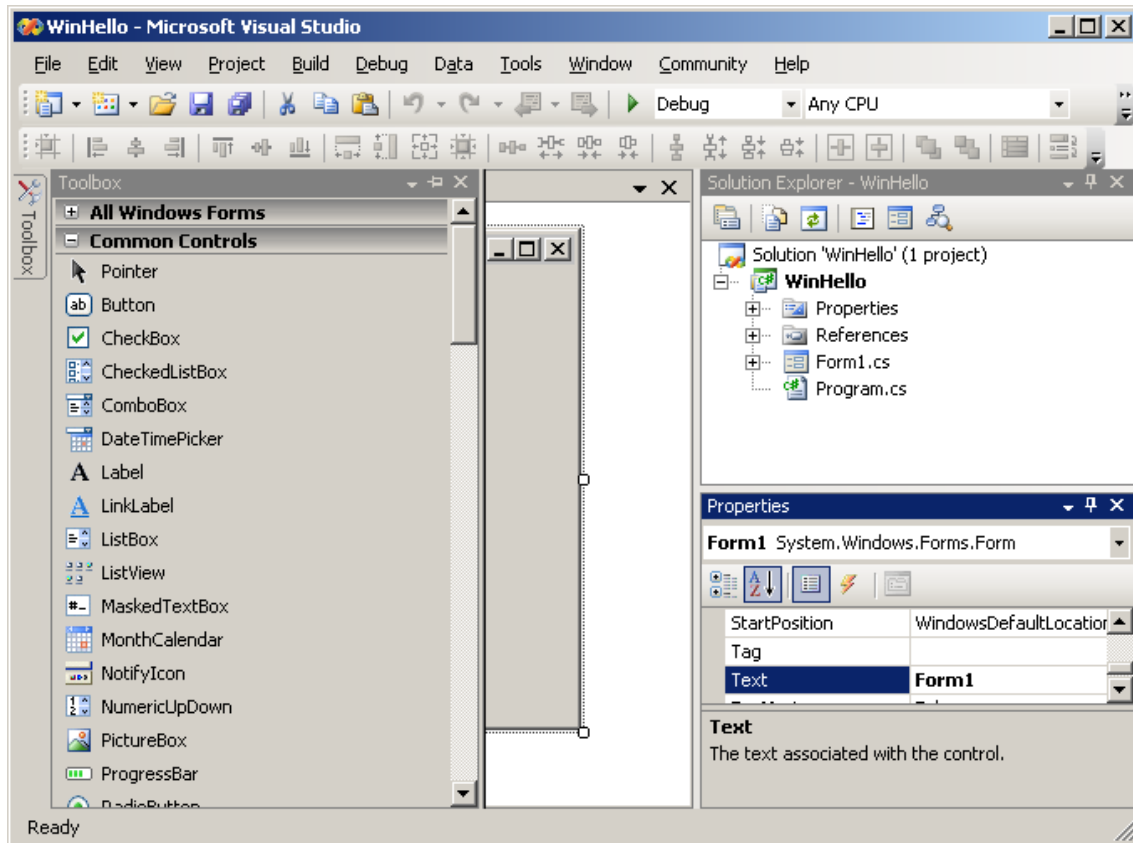 WinHello - Microsoft Visual Studio
File Edit View Project Build Debug Data Tools Window Community Help
Debug Any CPU
Toolbox
Toolbox
All Windows Forms
Common Controls
Pointer
Button
CheckBox
CheckedListBox
ComboBox
DateTimePicker
Label
LinkLabel
ListBox
ListView
MaskedTextBox
MonthCalendar
NotifyIcon
NumericUpDown
PictureBox
ProgressBar
RadioButton
Solution Explorer - WinHello
Solution 'WinHello' (1 project)
WinHello
Properties
References
Form1.cs
Program.cs
Properties
Form1 System.Windows.Forms.Form
StartPosition WindowsDefaultLocation
Tag
Text Form1
Text
The text associated with the control.
Ready